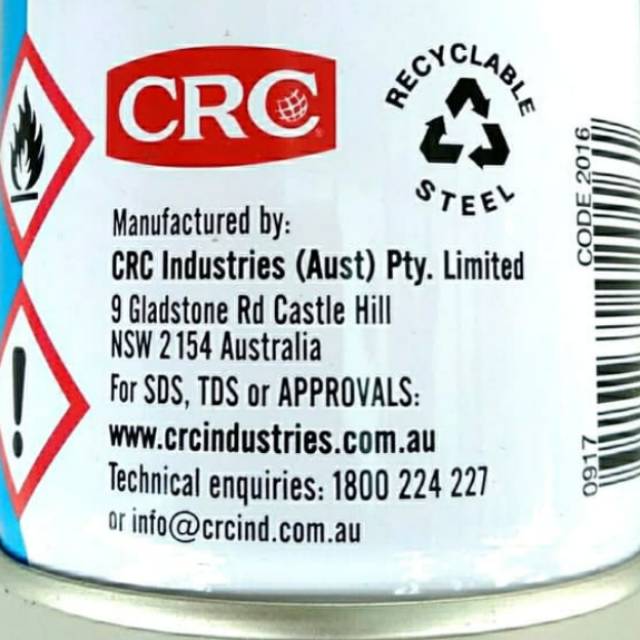 CRC
RECYCLABLE
STEEL
Manufactured by:
CRC Industries (Aust) Pty. Limited
9 Gladstone Rd Castle Hill
NSW 2154 Australia
For SDS, TDS or APPROVALS:
www.crcindustries.com.au
Technical enquiries: 1800 224 227
or info@crcind.com.au
CODE 2016
0917